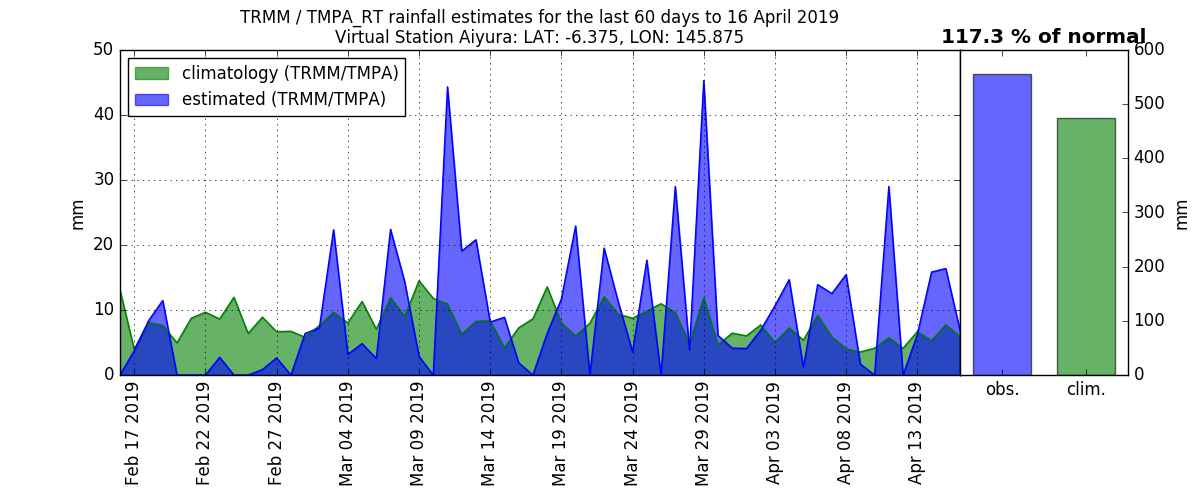 TRMM / TMPA_RT rainfall estimates for the last 60 days to 16 April 2019
Virtual Station Aiyura: LAT: -6.375, LON: 145.875
117.3 % of normal
climatology (TRMM/TMPA)
estimated (TRMM/TMPA)
50
40
30
20
10
0
mm
600
500
400
300
200
100
0
mm
Feb 17 2019
Feb 22 2019
Feb 27 2019
Mar 04 2019
Mar 09 2019
Mar 14 2019
Mar 19 2019
Mar 24 2019
Mar 29 2019
Apr 03 2019
Apr 08 2019
Apr 13 2019
obs.
clim.